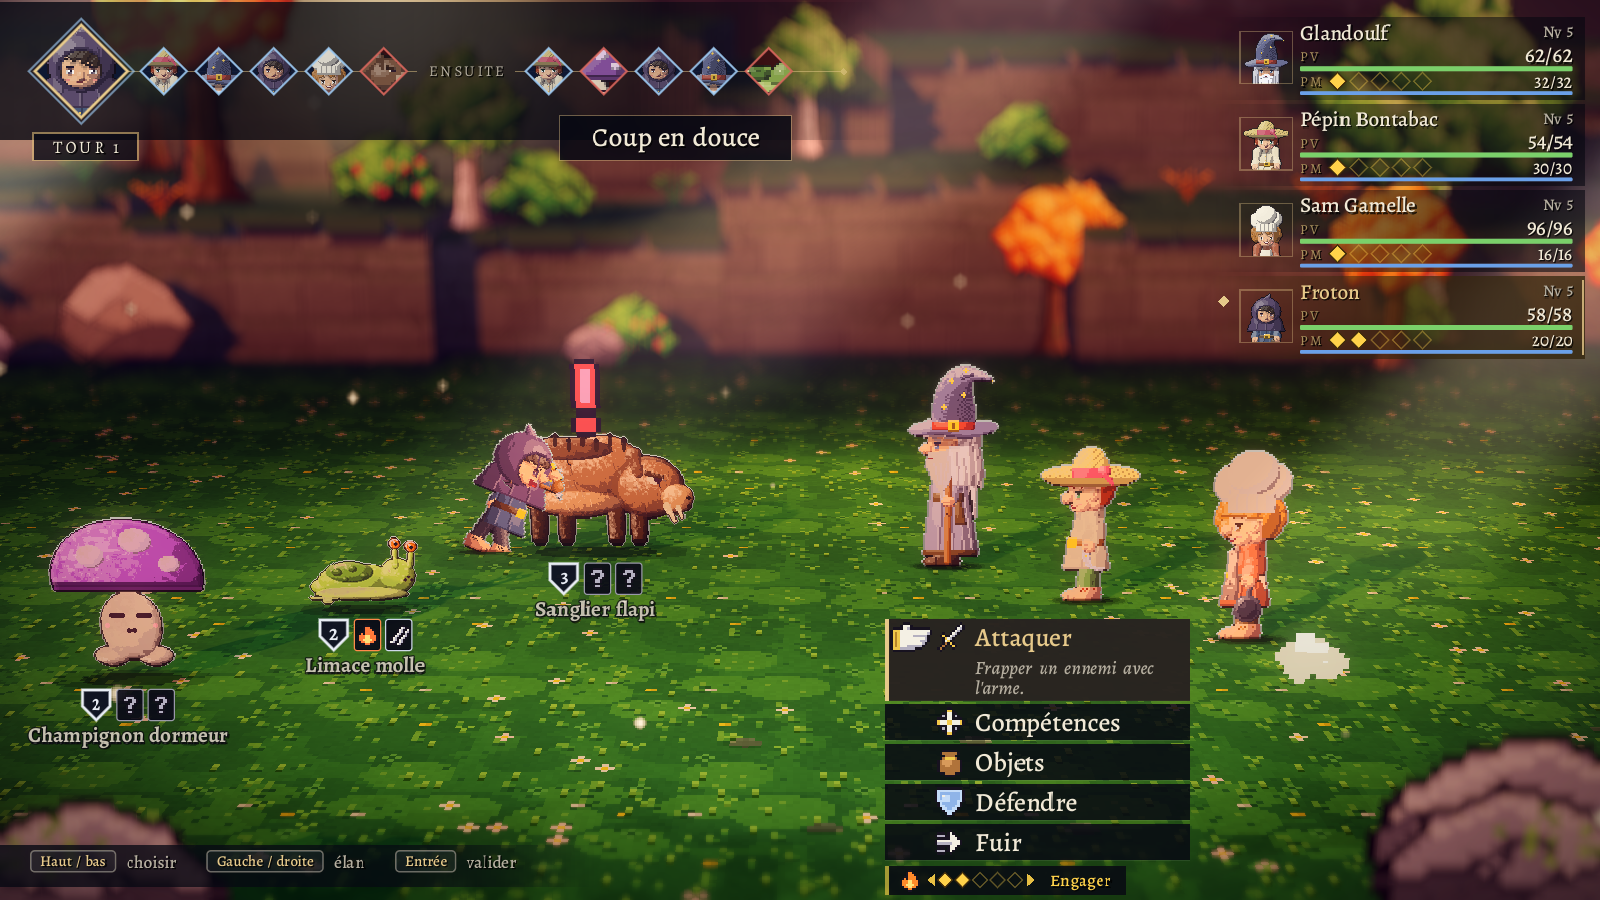 ENSUITE
TOUR 1
Coup en douce
Glandoulf Nv 5
PV 62/62
PM 32/32
Pépin Bontabac Nv 5
PV 54/54
PM 30/30
Sam Gamelle Nv 5
PV 96/96
PM 16/16
Froton Nv 5
PV 58/58
PM 20/20
3 ? ?
Sanglier flapi
2
Limace molle
2 ? ?
Champignon dormeur
Attaquer
Frapper un ennemi avec
l'arme.
Compétences
Objets
Défendre
Fuir
Engager
Haut / bas choisir Gauche / droite élan Entrée valider